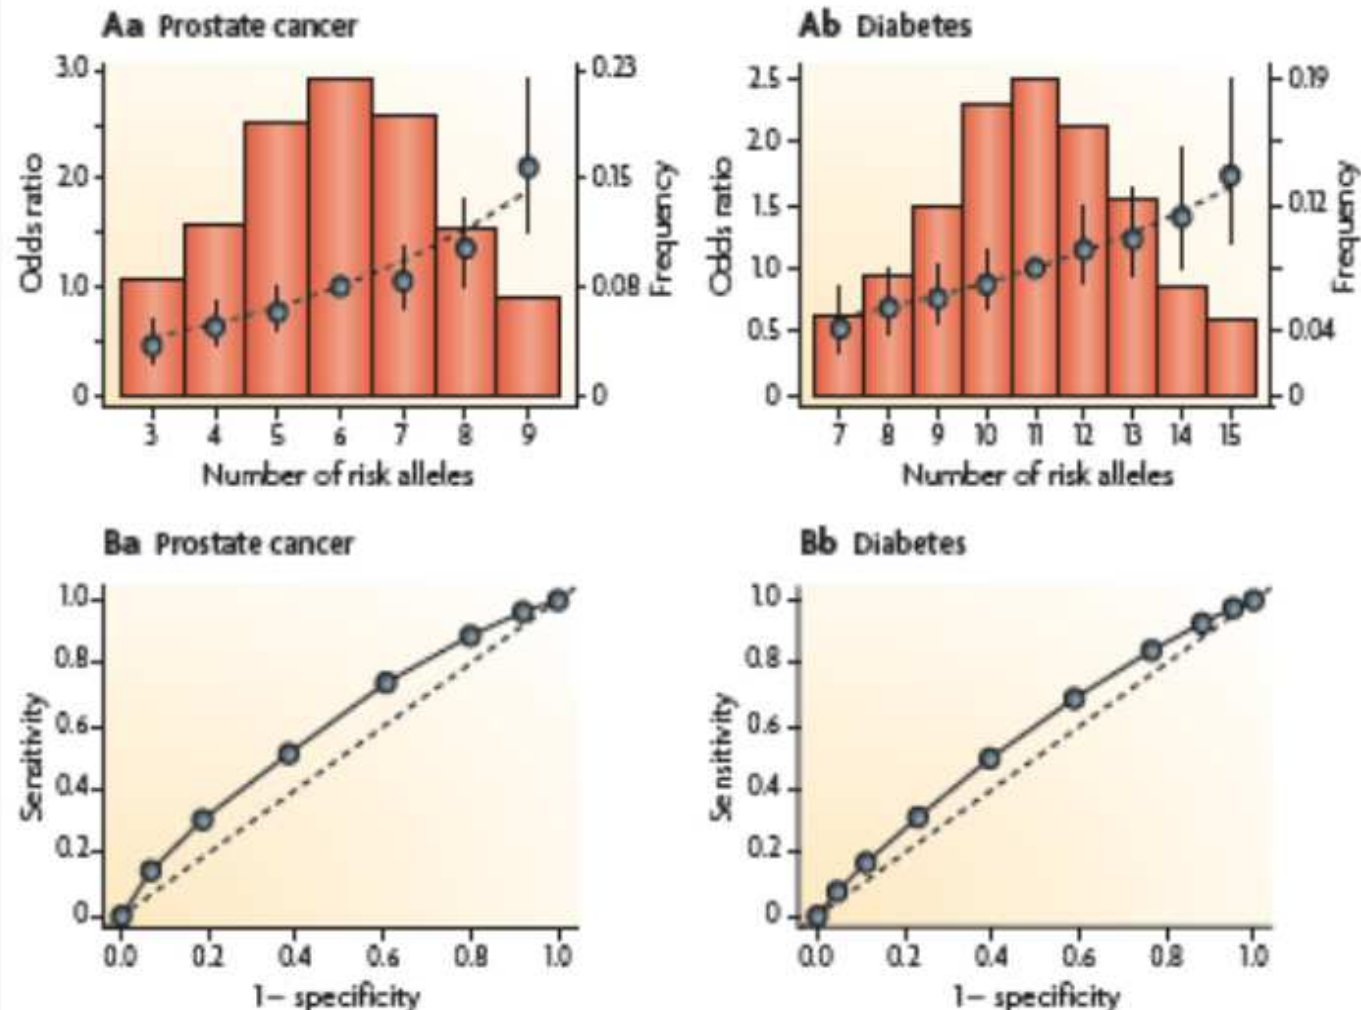 Aa Prostate cancer
3.0
2.0
1.0
0
Odds ratio
0.23
0.15
0.08
0
Frequency
3 4 5 6 7 8 9
Number of risk alleles
Ab Diabetes
2.5
2.0
1.5
1.0
0.5
0
Odds ratio
0.19
0.12
0.04
0
Frequency
7 8 9 10 11 12 13 14 15
Number of risk alleles
Ba Prostate cancer
1.0
0.8
0.6
0.4
0.2
0
Sensitivity
0.0 0.2 0.4 0.6 0.8 1.0
1– specificity
Bb Diabetes
1.0
0.8
0.6
0.4
0.2
0
Sensitivity
0.0 0.2 0.4 0.6 0.8 1.0
1– specificity